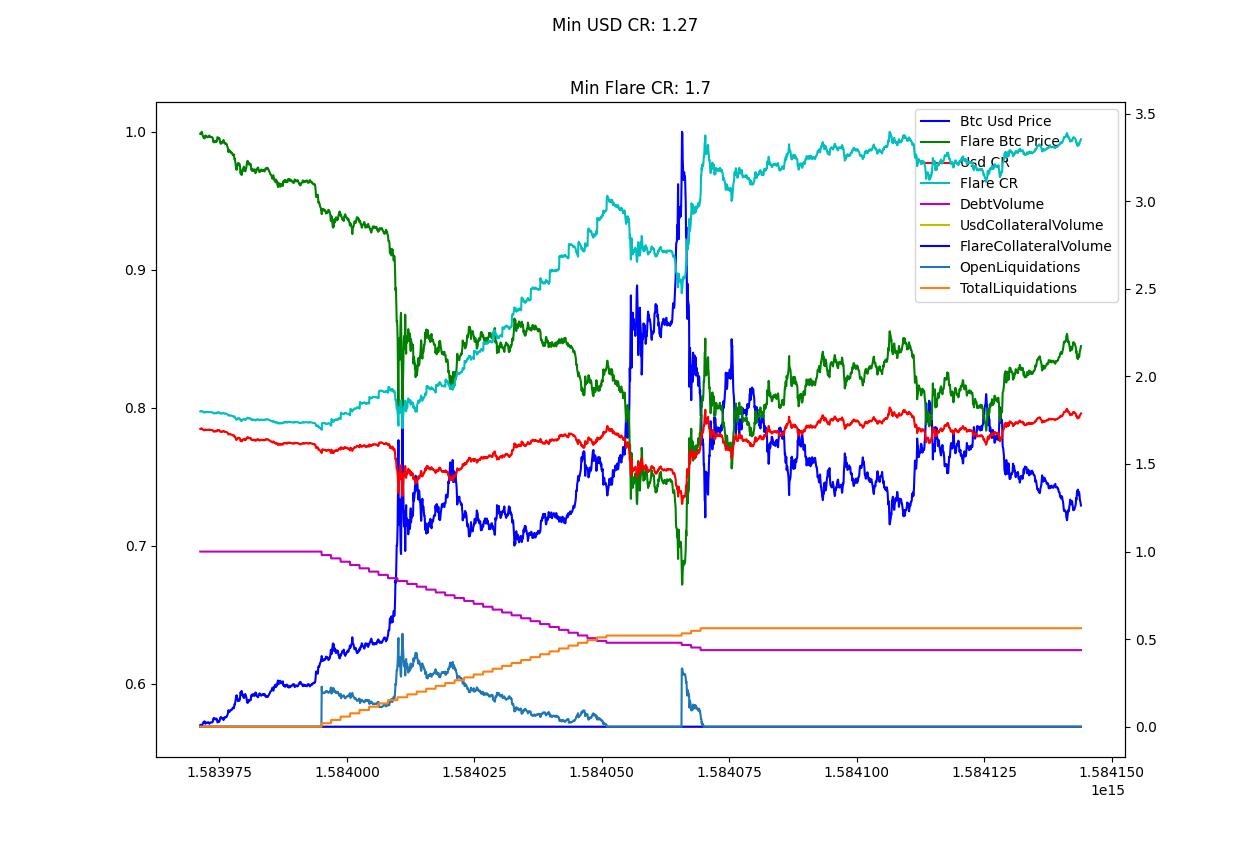 Min USD CR: 1.27
Min Flare CR: 1.7
Btc Usd Price
Flare Btc Price
Usd CR
Flare CR
DebtVolume
UsdCollateralVolume
FlareCollateralVolume
OpenLiquidations
TotalLiquidations
1.0
0.9
0.8
0.7
0.6
3.5
3.0
2.5
2.0
1.5
1.0
0.5
0.0
1.583975 1.584000 1.584025 1.584050 1.584075 1.584100 1.584125 1.584150
1e15